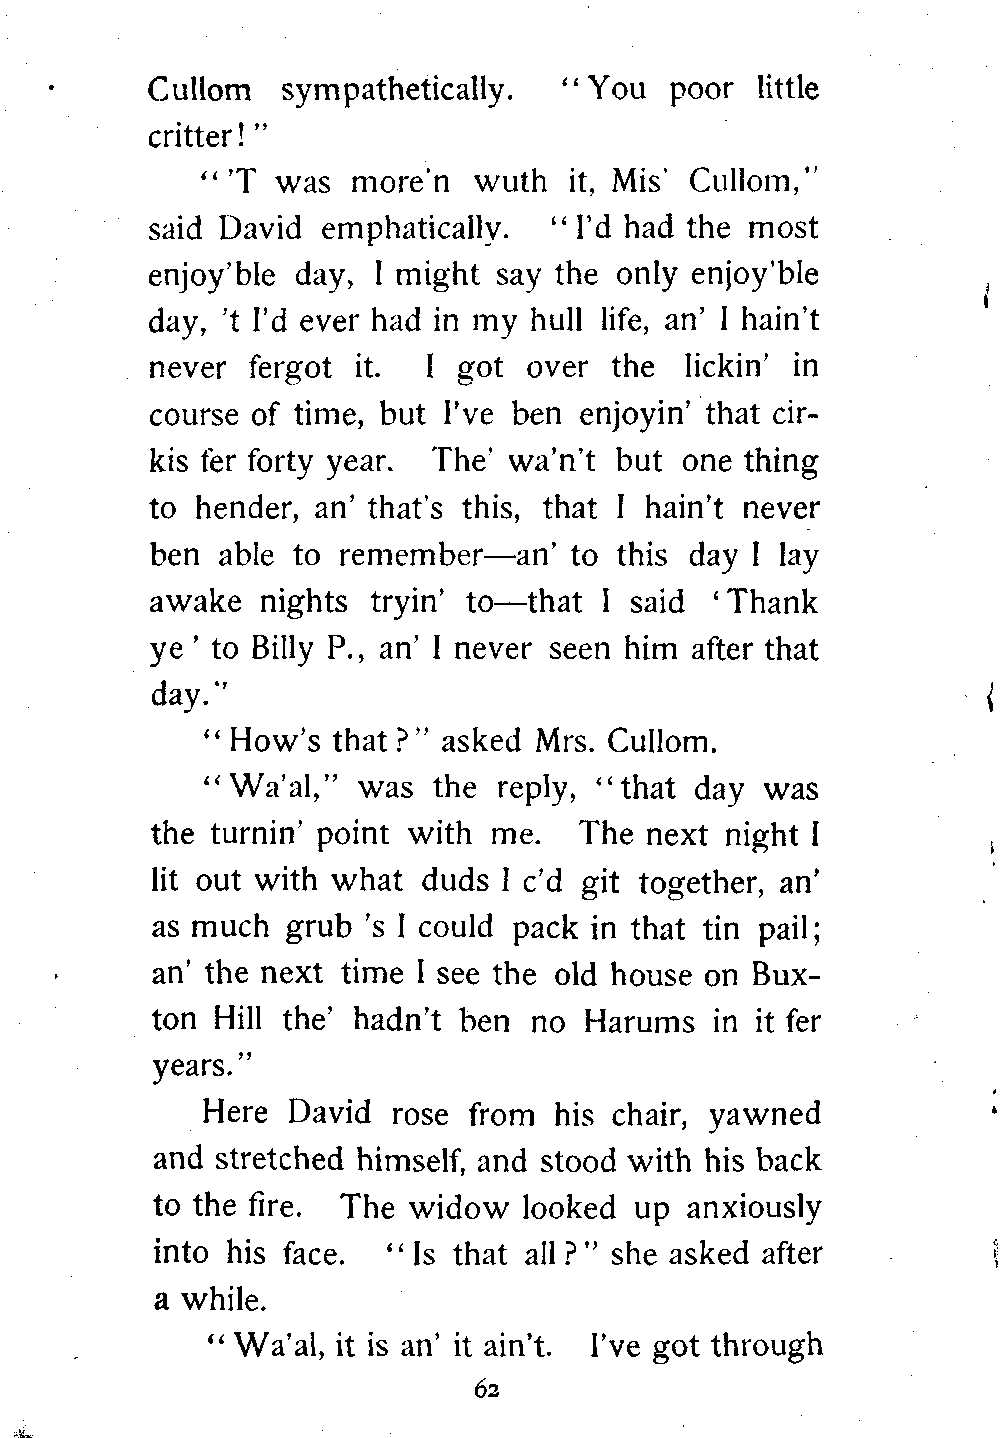 Cullom sympathetically. “You poor little
critter!”
“’T was more’n wuth it, Mis’ Cullom,”
said David emphatically. “I’d had the most
enjoy’ble day, I might say the only enjoy’ble
day, ’t I’d ever had in my hull life, an’ I hain’t
never fergot it. I got over the lickin’ in
course of time, but I’ve ben enjoyin’ that cir-
kis fer forty year. The’ wa’n’t but one thing
to hender, an’ that’s this, that I hain’t never
ben able to remember—an’ to this day I lay
awake nights tryin’ to—that I said ‘Thank
ye’ to Billy P., an’ I never seen him after that
day.”
“How’s that?” asked Mrs. Cullom.
“Wa’al,” was the reply, “that day was
the turnin’ point with me. The next night I
lit out with what duds I c’d git together, an’
as much grub ’s I could pack in that tin pail;
an’ the next time I see the old house on Bux-
ton Hill the’ hadn’t ben no Harums in it fer
years.”
Here David rose from his chair, yawned
and stretched himself, and stood with his back
to the fire. The widow looked up anxiously
into his face. “Is that all?” she asked after
a while.
“Wa’al, it is an’ it ain’t. I’ve got through
62